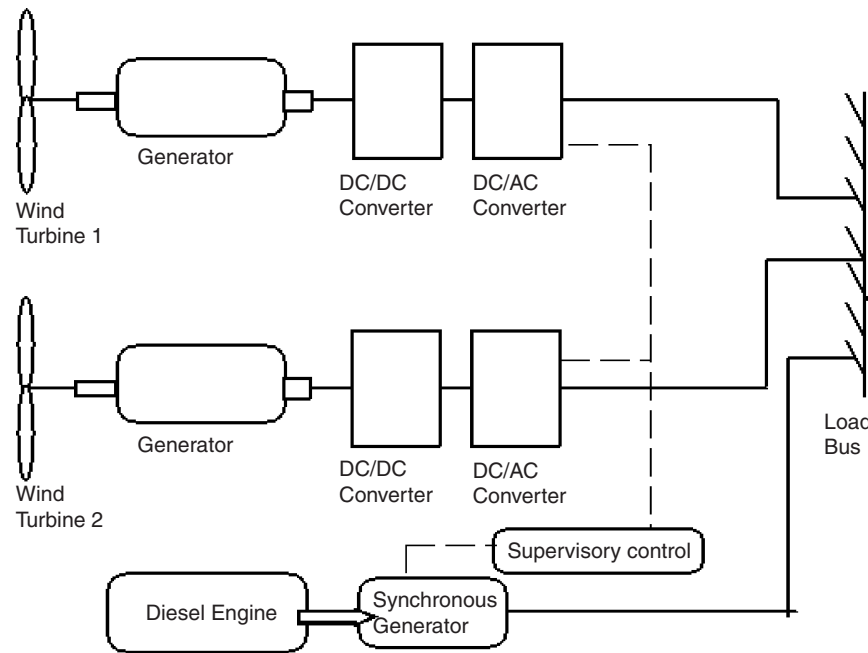 Generator
DC/DC
Converter
DC/AC
Converter
Wind
Turbine 1
Generator
DC/DC
Converter
DC/AC
Converter
Load
Bus
Wind
Turbine 2
Supervisory control
Diesel Engine
Synchronous
Generator